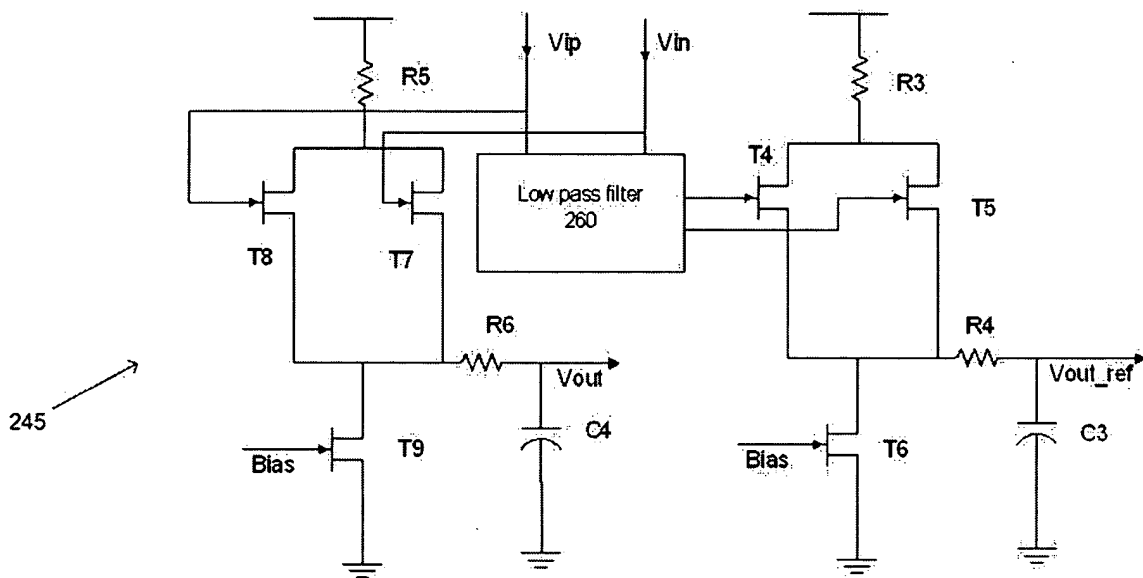 Vip
Vin
R5
R3
T4
Low pass filter
260
T5
T8
T7
R6
R4
Vout
Vout_ref
245
C4
C3
T9
T6
Bias
Bias